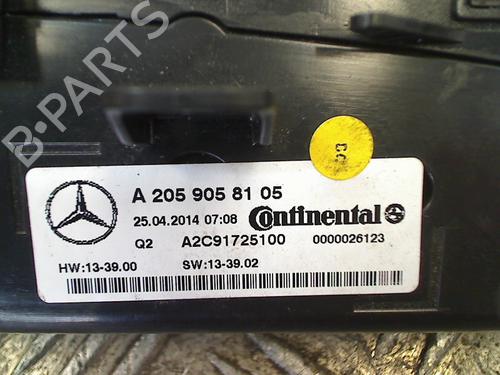 B-PARTS
A 205 905 81 05
25.04.2014 07:08 Continental
Q2 A2C91725100 0000026123
HW:13-39.00 SW:13-39.02